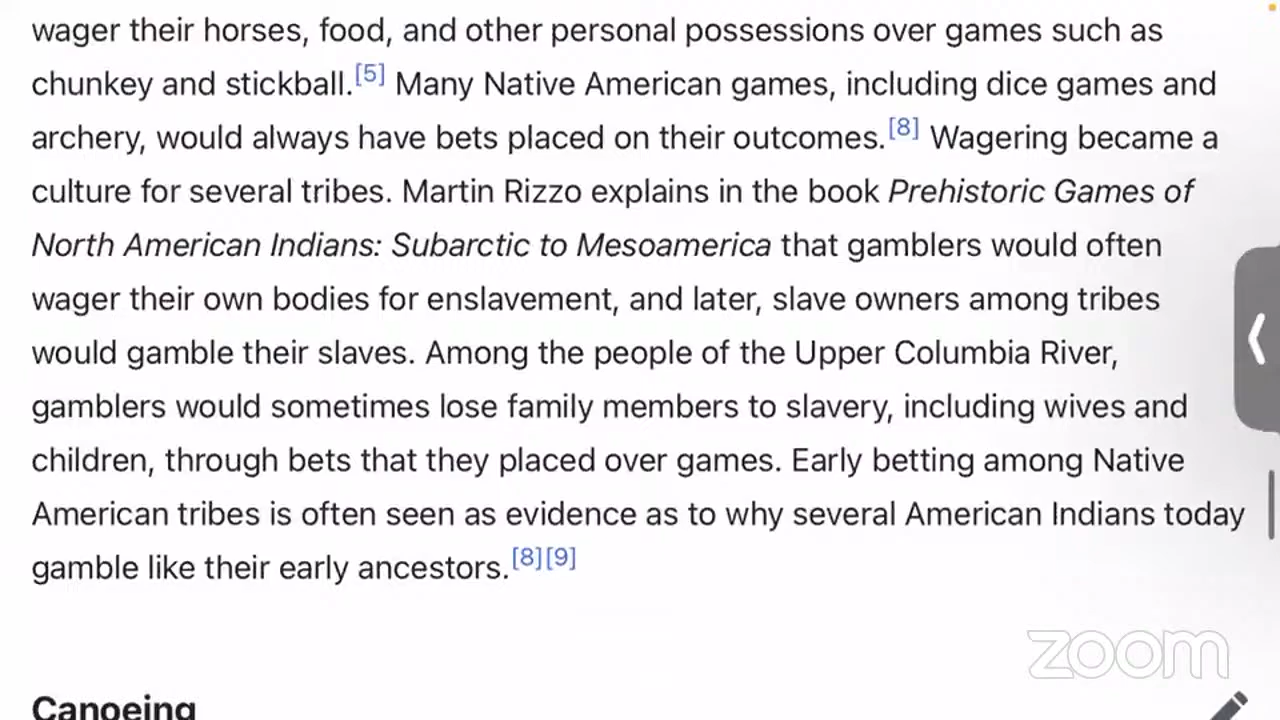 wager their horses, food, and other personal possessions over games such as
chunkey and stickball.[5] Many Native American games, including dice games and
archery, would always have bets placed on their outcomes.[8] Wagering became a
culture for several tribes. Martin Rizzo explains in the book Prehistoric Games of
North American Indians: Subarctic to Mesoamerica that gamblers would often
wager their own bodies for enslavement, and later, slave owners among tribes
would gamble their slaves. Among the people of the Upper Columbia River,
gamblers would sometimes lose family members to slavery, including wives and
children, through bets that they placed over games. Early betting among Native
American tribes is often seen as evidence as to why several American Indians today
gamble like their early ancestors.[8][9]
zoom
Canoeing